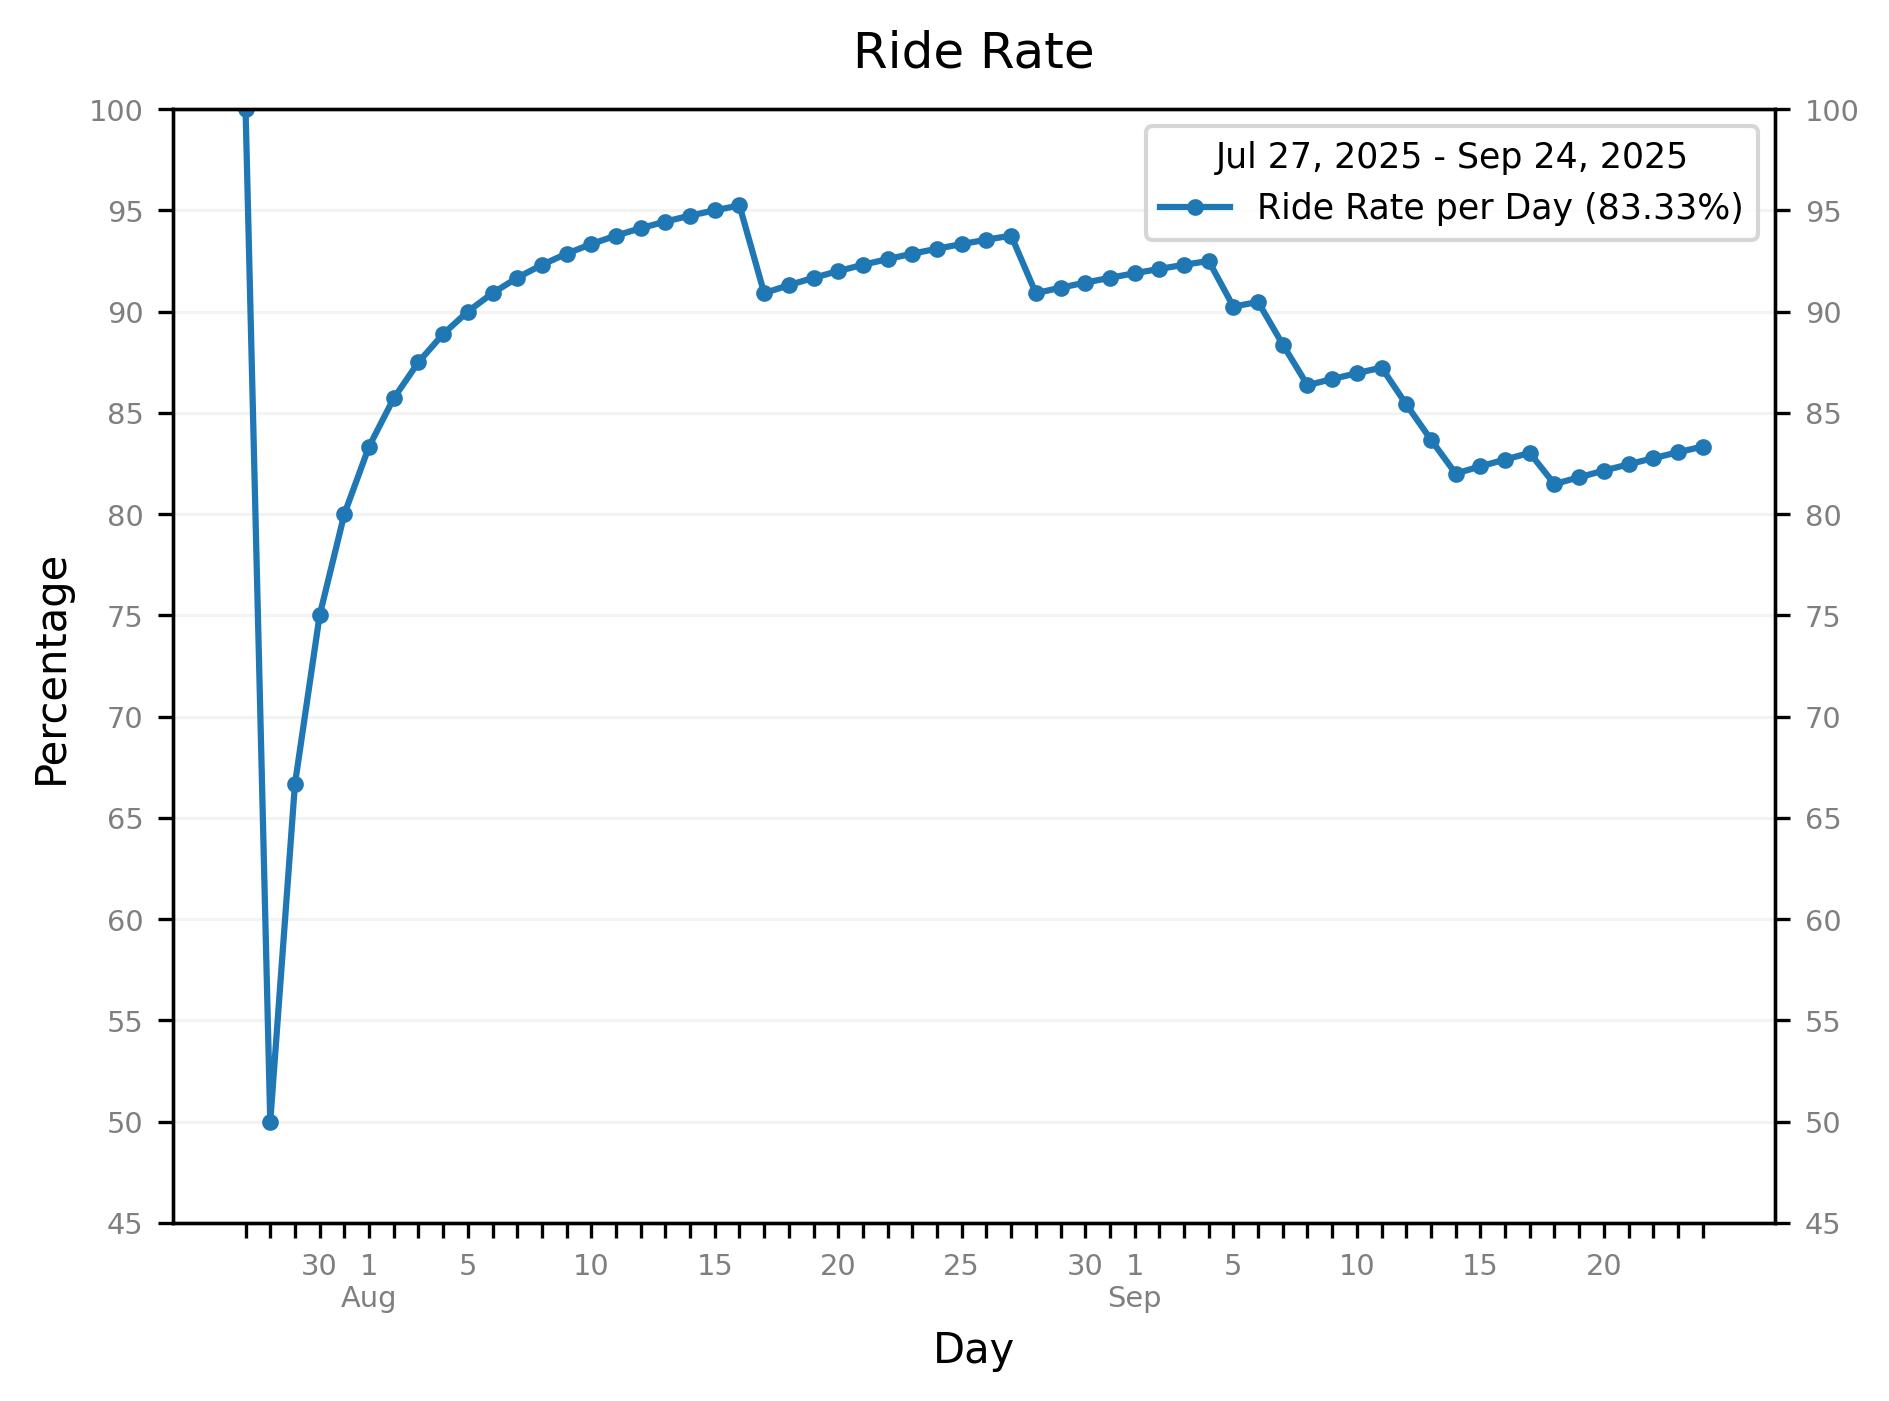 Ride Rate
Jul 27, 2025 - Sep 24, 2025
Ride Rate per Day (83.33%)
100 100
95 95
90 90
85 85
80 80
75 75
70 70
65 65
60 60
55 55
50 50
45 45
Percentage
30 1 5 10 15 20 25 30 1 5 10 15 20
Aug Sep
Day